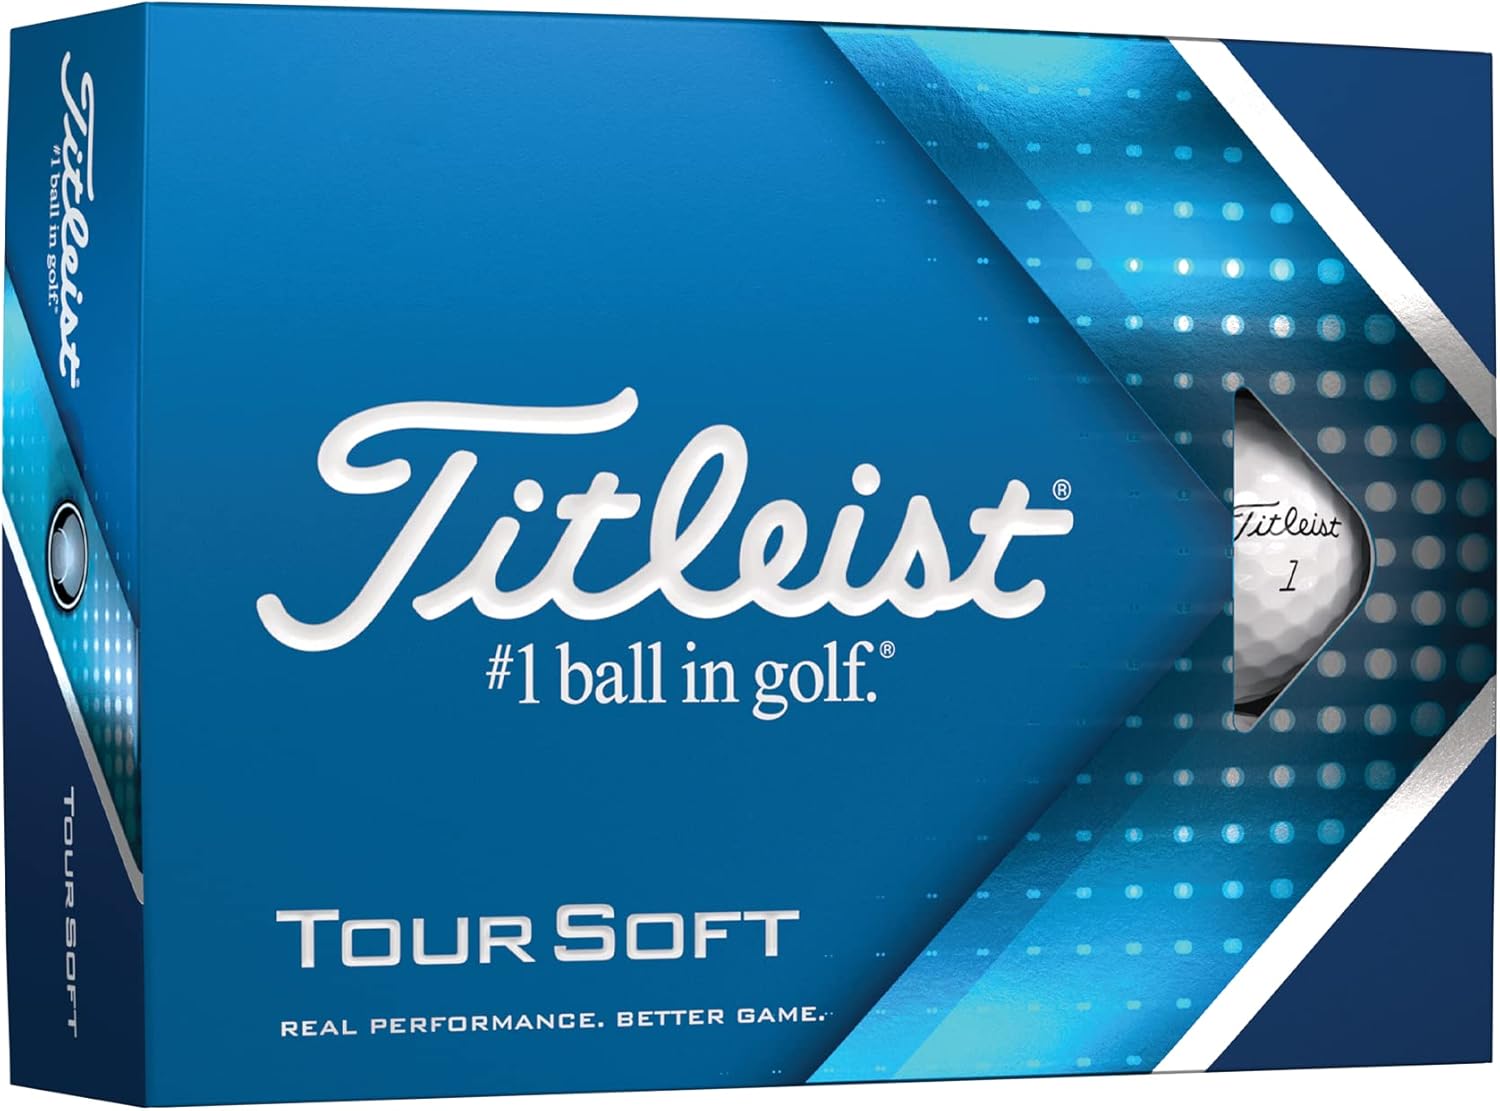 Titleist®
#1 ball in golf.®
TOUR SOFT
REAL PERFORMANCE. BETTER GAME.
Titleist
1
Titleist®
#1 ball in golf.®
TOUR SOFT